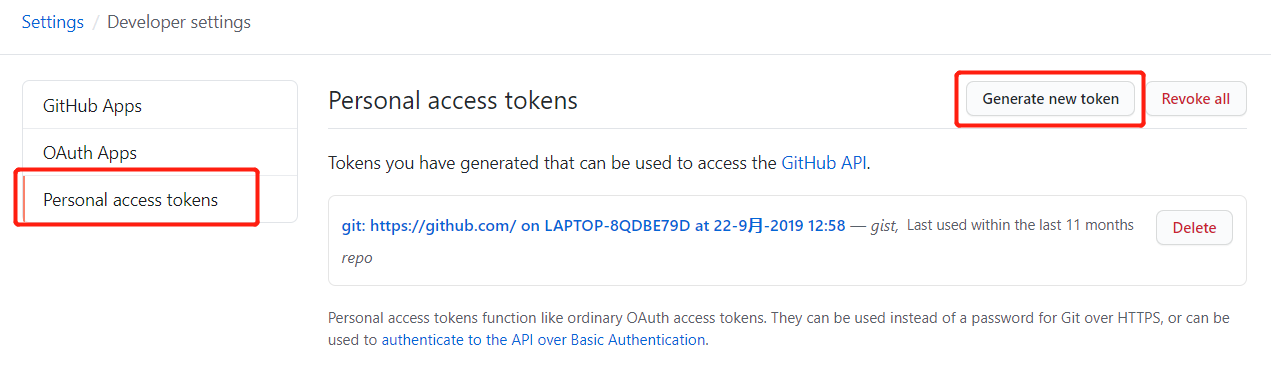 Settings / Developer settings
GitHub Apps
OAuth Apps
Personal access tokens
Personal access tokens
Generate new token
Revoke all
Tokens you have generated that can be used to access the GitHub API.
git: https://github.com/ on LAPTOP-8QDBE79D at 22-9月-2019 12:58 — gist, Last used within the last 11 months
repo
Delete
Personal access tokens function like ordinary OAuth access tokens. They can be used instead of a password for Git over HTTPS, or can be
used to authenticate to the API over Basic Authentication.